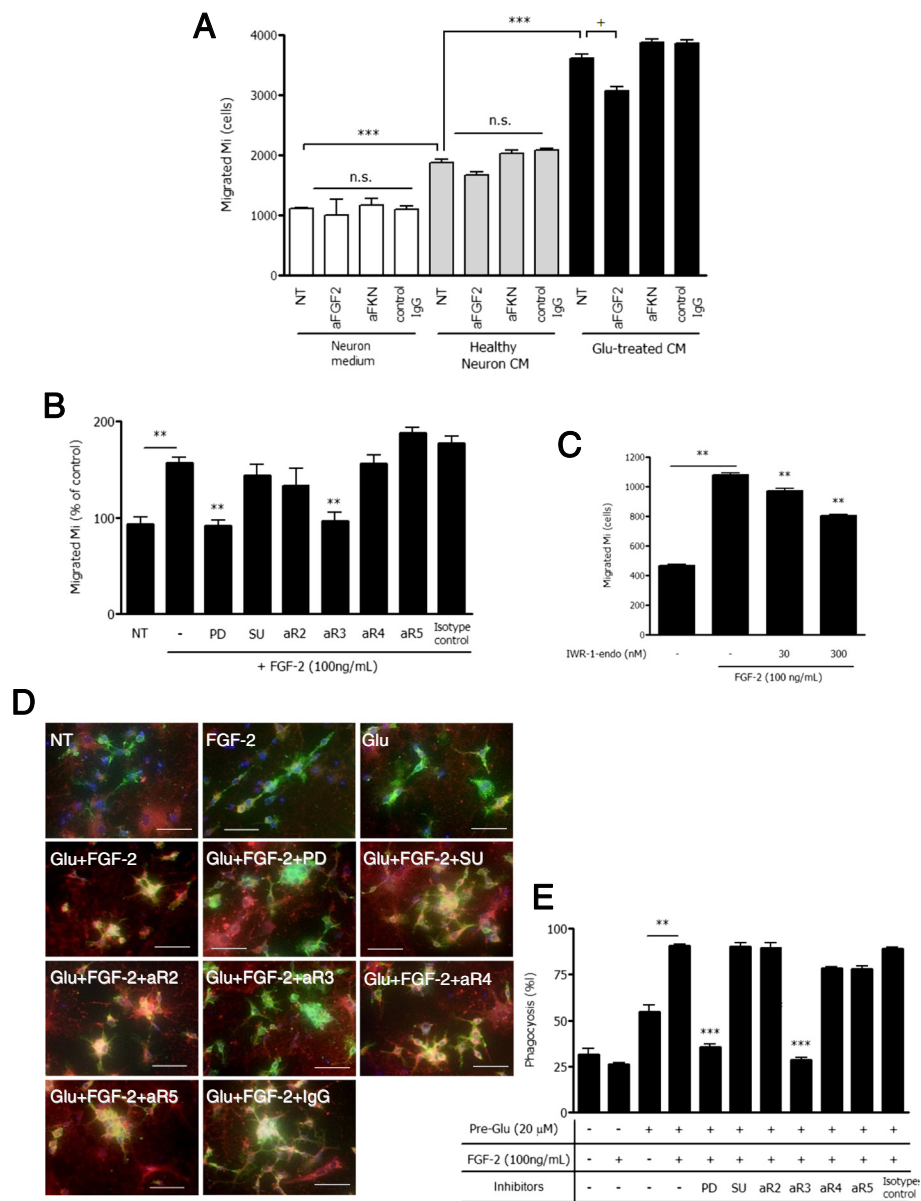 A
4000
3000
2000
1000
0
Migrated Mi (cells)
***
n.s.
***
n.s.
+
NT
aFGF2
aFKN
control IgG
NT
aFGF2
aFKN
control IgG
NT
aFGF2
aFKN
control IgG
Neuron medium
Healthy Neuron CM
Glu-treated CM
B
200
100
0
Migrated Mi (% of control)
**
**
**
NT
-
PD
SU
aR2
aR3
aR4
aR5
Isotype control
+ FGF-2 (100ng/mL)
C
1200
1000
800
600
400
200
0
Migrated Mi (cells)
**
**
**
IWR-1-endo (nM) - - 30 300
FGF-2 (100 ng/mL)
D
NT
FGF-2
Glu
Glu+FGF-2
Glu+FGF-2+PD
Glu+FGF-2+SU
Glu+FGF-2+aR2
Glu+FGF-2+aR3
Glu+FGF-2+aR4
Glu+FGF-2+aR5
Glu+FGF-2+IgG
E
100
75
50
25
0
Phagocyosis (%l)
**
***
***
Pre-Glu (20 μM) - - + + + + + + + + +
FGF-2 (100ng/mL) - + - + + + + + + + +
Inhibitors - - - - PD SU aR2 aR3 aR4 aR5 Isotype control